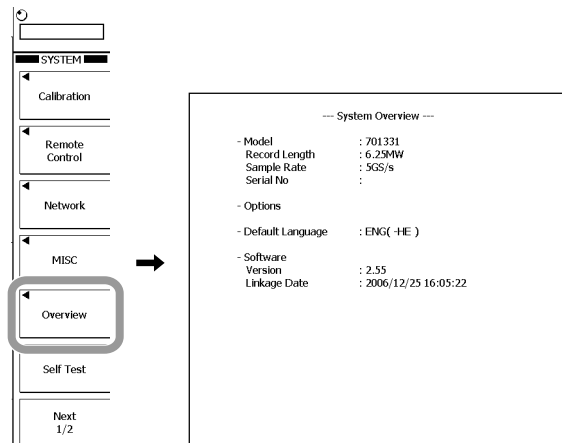 SYSTEM
Calibration
Remote
Control
Network
MISC
Overview
Self Test
Next
1/2
--- System Overview ---
- Model : 701331
Record Length : 6.25MW
Sample Rate : 5GS/s
Serial No :
- Options
- Default Language : ENG( -HE )
- Software
Version : 2.55
Linkage Date : 2006/12/25 16:05:22